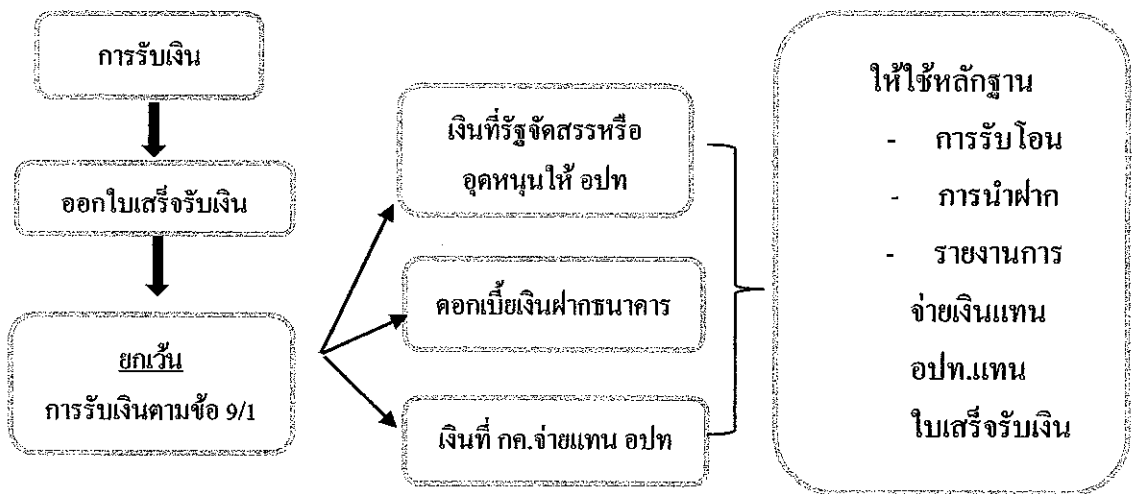 การรับเงิน
ออกใบเสร็จรับเงิน
ยกเว้น
การรับเงินตามข้อ 9/1
เงินที่รัฐจัดสรรหรือ
อุดหนุนให้ อปท
ดอกเบี้ยเงินฝากธนาคาร
เงินที่ กค.จ่ายแทน อปท
ให้ใช้หลักฐาน
- การรับโอน
- การนำฝาก
- รายงานการ
จ่ายเงินแทน
อปท.แทน
ใบเสร็จรับเงิน